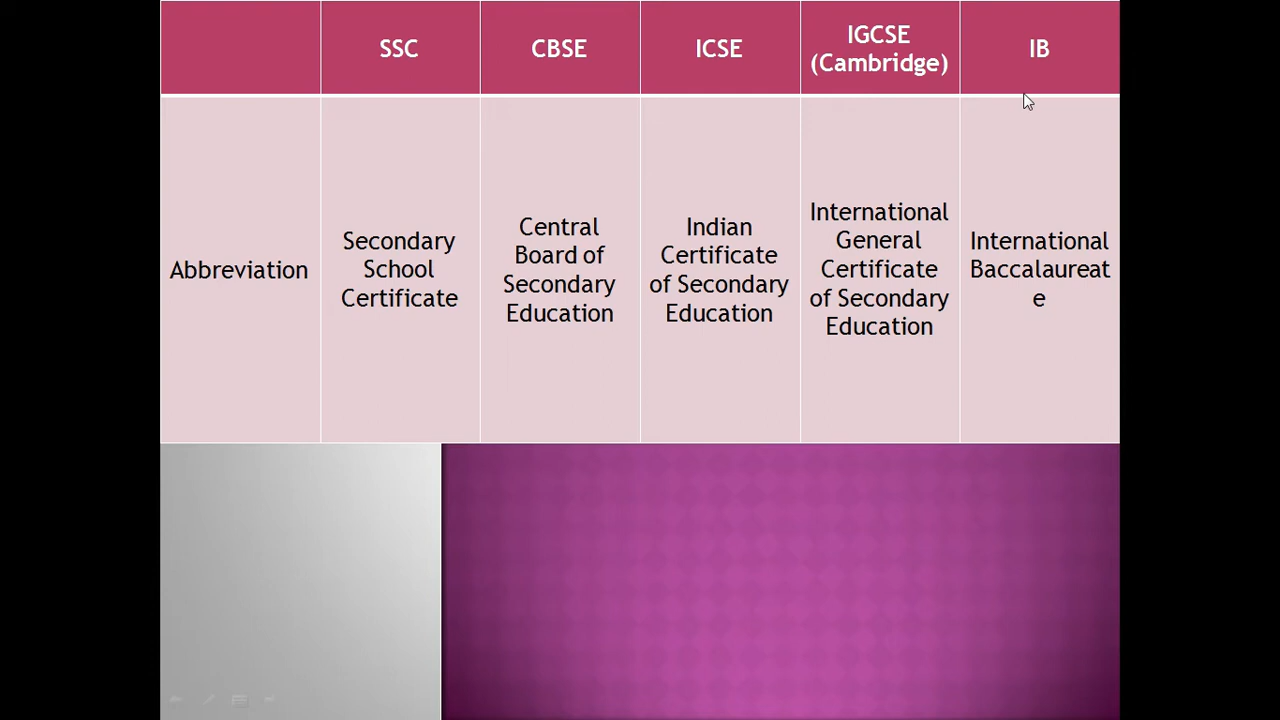 SSC
CBSE
ICSE
IGCSE
(Cambridge)
IB
Abbreviation
Secondary
School
Certificate
Central
Board of
Secondary
Education
Indian
Certificate
of Secondary
Education
International
General
Certificate
of Secondary
Education
International
Baccalaureat
e